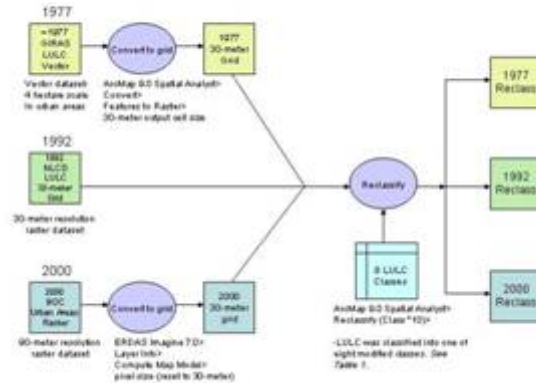 1977
GIRAS
LULC
Vector
Convert to grid
1977
30-meter
Grid
Vector dataset:
4 hectare scale
in urban areas
ArcMap 9.0 Spatial Analyst>
Convert>
Features to Raster>
30-meter output cell size
1977
Reclass
1992
1992
NLCD
LULC
30-meter
Grid
30-meter resolution
raster dataset
Reclassify
1992
Reclass
8 LULC
Classes
ArcMap 9.0 Spatial Analyst>
Reclassify
-LULC was classified into one of
eight modified classes. See
Table 1.
2000
2000
Urban Areas
Raster
Convert to grid
2000
30-meter
grid
raster dataset
ERDAS Imagine 7.0>
Layer Info>
Compute Map Model>
pixel size (reset to 30-meter)
2000
Reclass